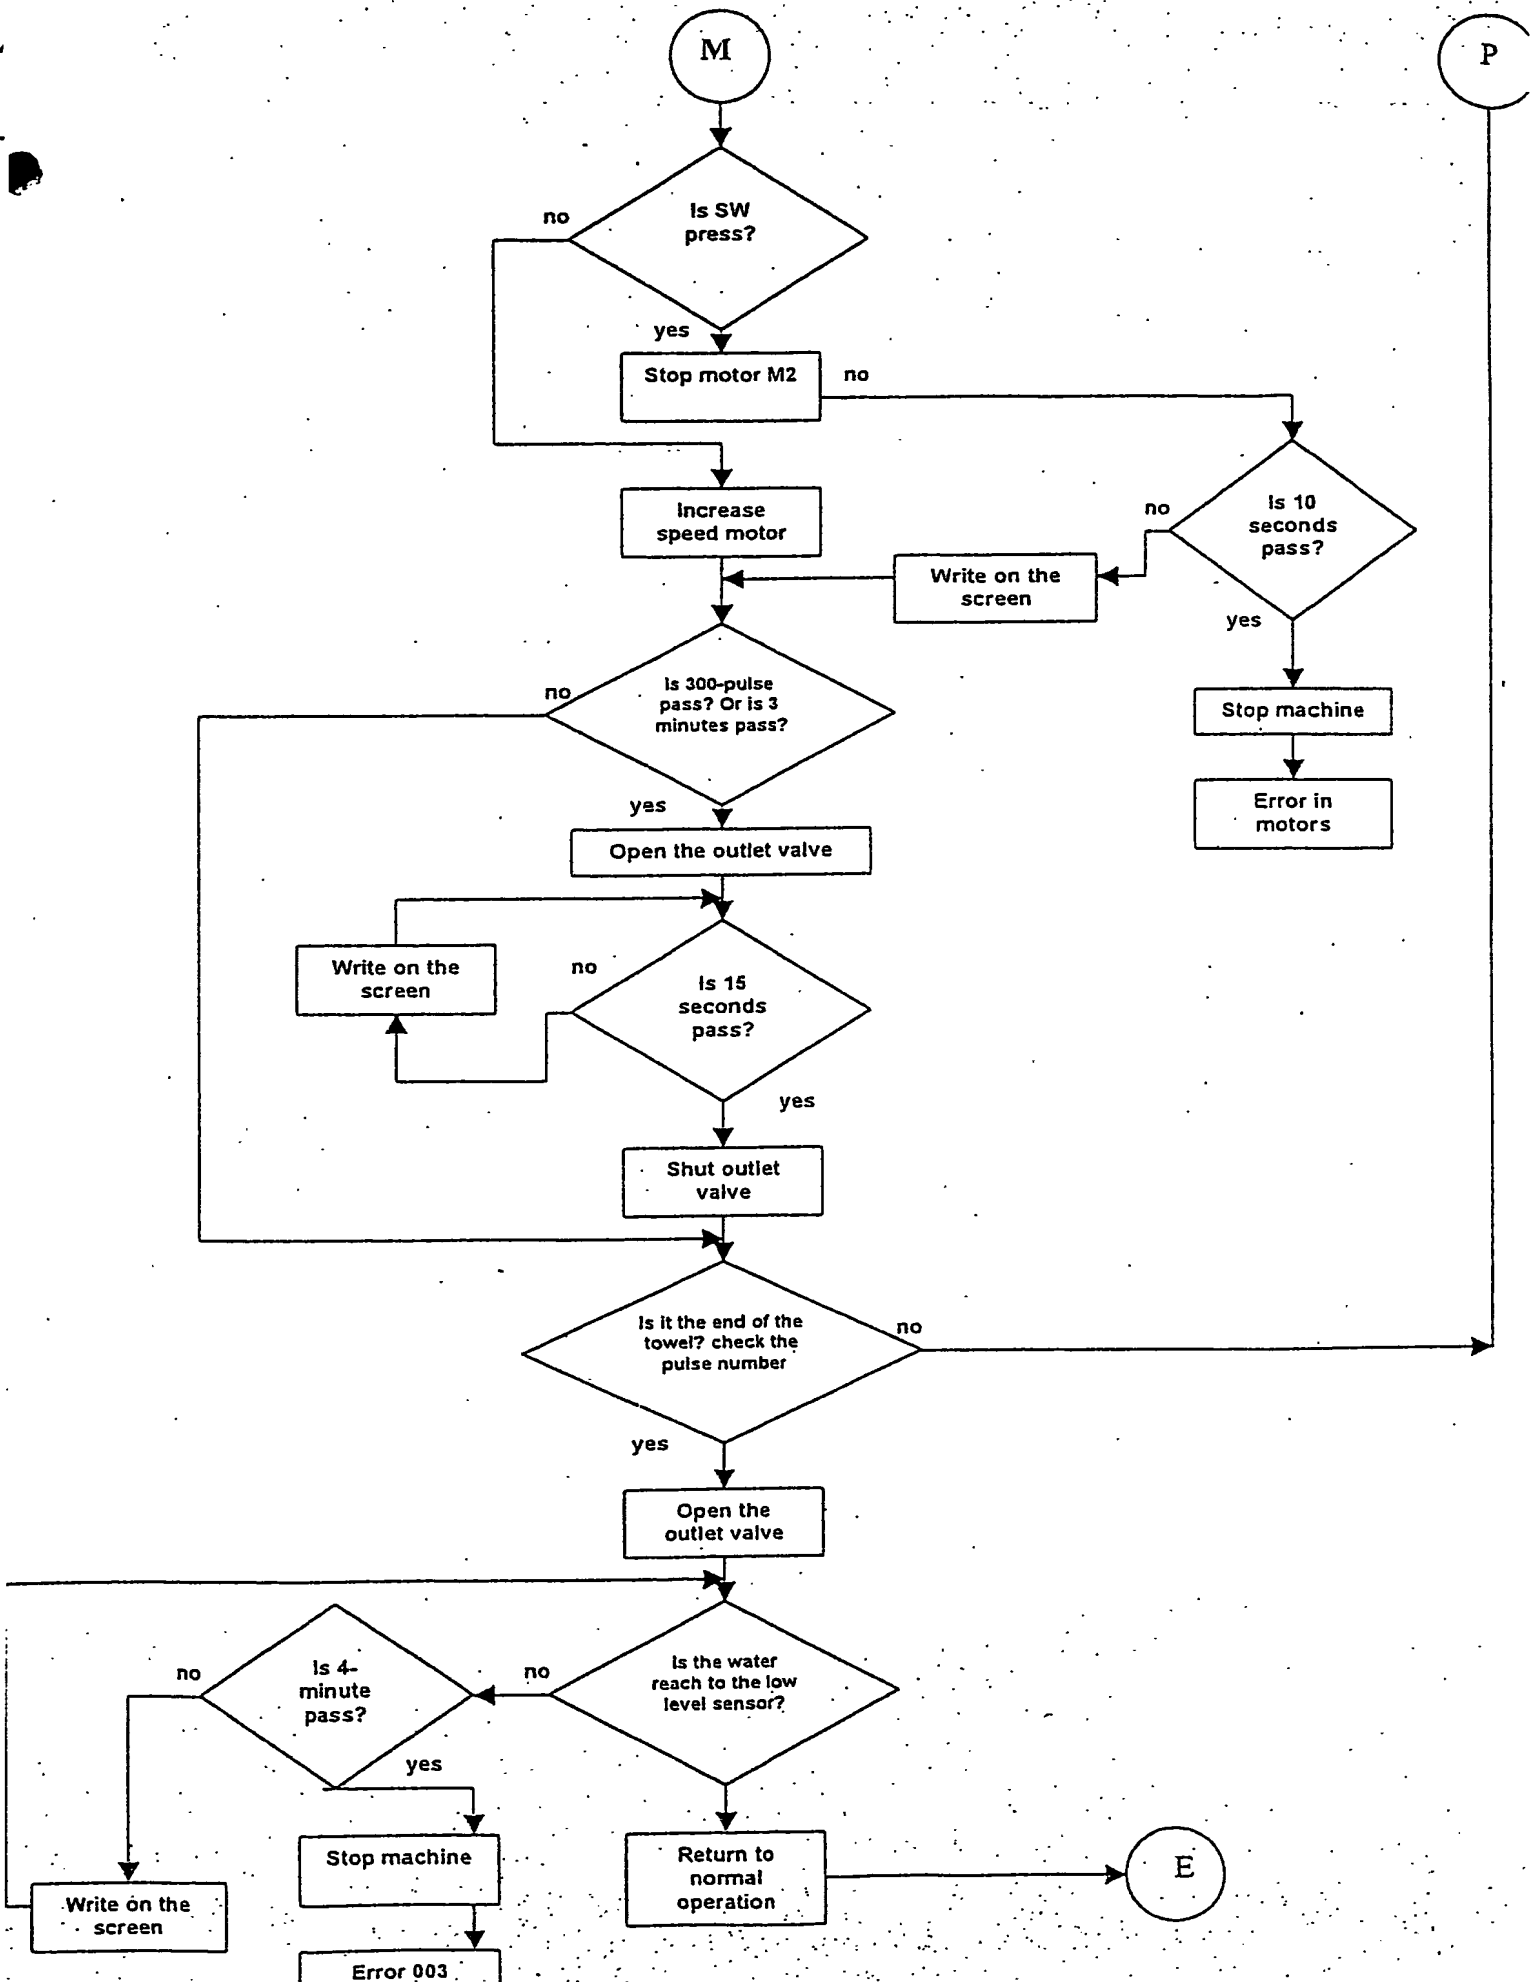 M
P
Is SW
press?
no
yes
Stop motor M2
no
Increase
speed motor
Is 10
seconds
pass?
no
yes
Write on the
screen
Stop machine
Error in
motors
Is 300-pulse
pass? Or is 3
minutes pass?
no
yes
Open the outlet valve
Write on the
screen
no
Is 15
seconds
pass?
yes
Shut outlet
valve
Is it the end of the
towel? check the
pulse number
no
yes
Open the
outlet valve
Is the water
reach to the low
level sensor?
no
Is 4-
minute
pass?
no
yes
Stop machine
Error 003
Write on the
screen
Return to
normal
operation
E